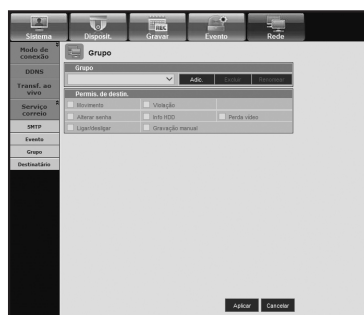 Sistema Disposit. Gravar Evento Rede
Modo de
conexão
DDNS
Transf. ao
vivo
Serviço
correio
SMTP
Evento
Grupo
Destinatário
Grupo
Grupo
Adic. Excluir Renomear
Permis. de destin.
Movimento Violação
Alterar senha Info HDD Perda vídeo
Ligar/desligar Gravação manual
Aplicar Cancelar